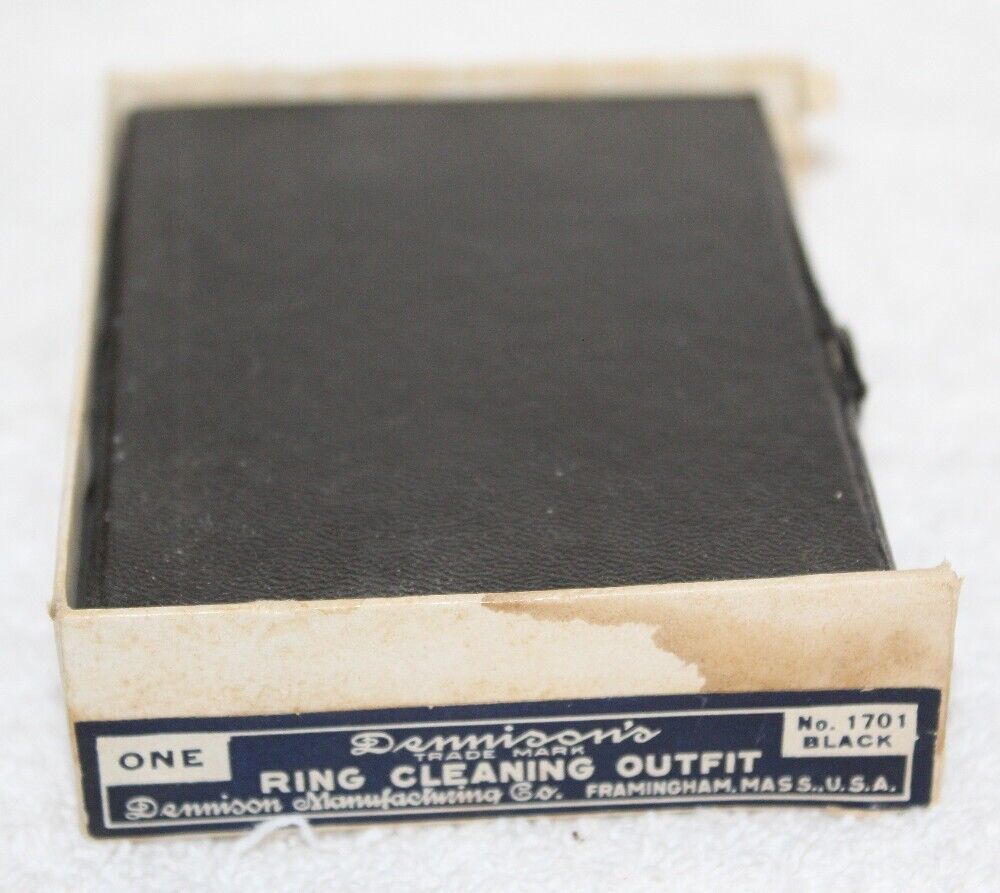 ONE
Dennison's
TRADE MARK
RING CLEANING OUTFIT
Dennison Manufacturing Co. FRAMINGHAM, MASS., U.S.A.
No. 1701
BLACK